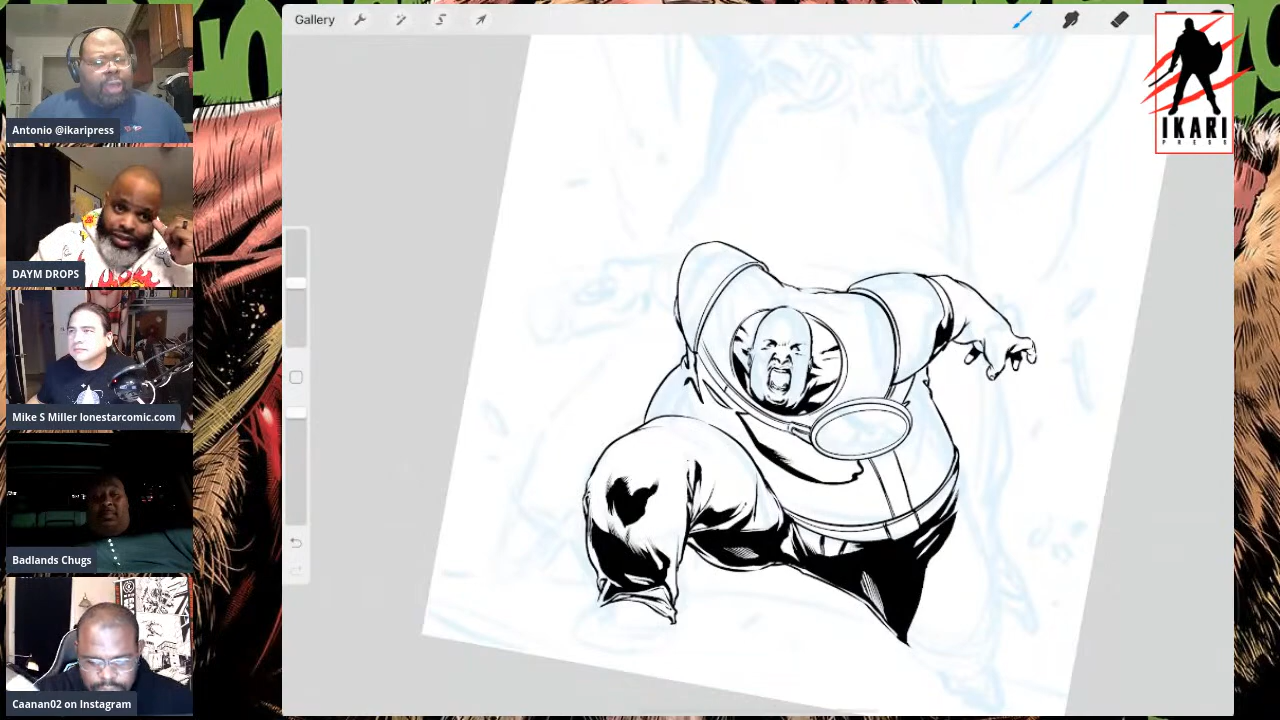 Gallery
Antonio @ikaripress
DAYM DROPS
Mike S Miller lonestarcomic.com
Badlands Chugs
Caanan02 on Instagram
IKARI
PRESS